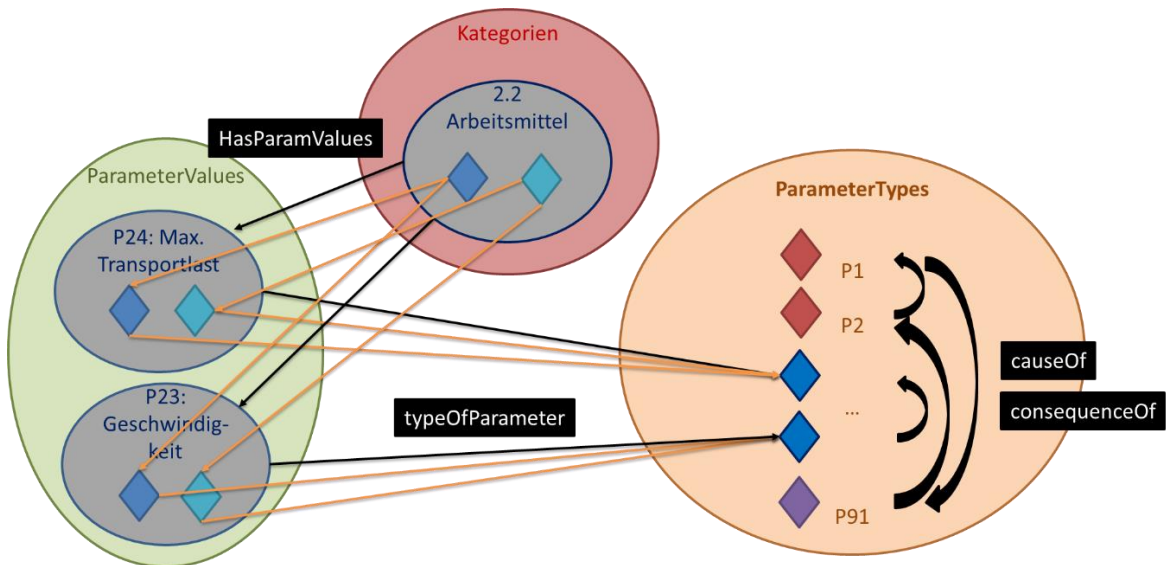 Kategorien
2.2
Arbeitsmittel
HasParamValues
ParameterValues
P24: Max.
Transportlast
P23:
Geschwindig-
keit
typeOfParameter
ParameterTypes
P1
P2
...
P91
causeOf
consequenceOf